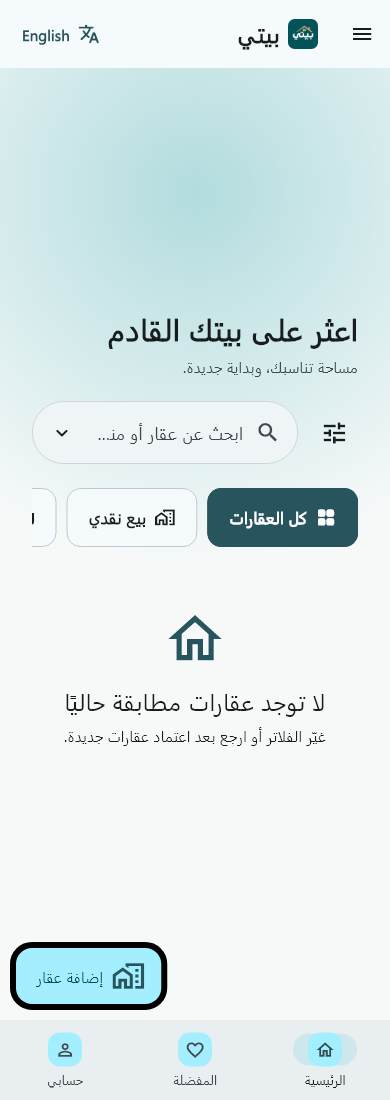 بيتي
بيتي
English
اعثر على بيتك القادم
مساحة تناسبك، وبداية جديدة.
ابحث عن عقار أو منـ...
كل العقارات
بيع نقدي
لا توجد عقارات مطابقة حاليًا
غيّر الفلاتر أو ارجع بعد اعتماد عقارات جديدة.
إضافة عقار
الرئيسية
المفضلة
حسابي